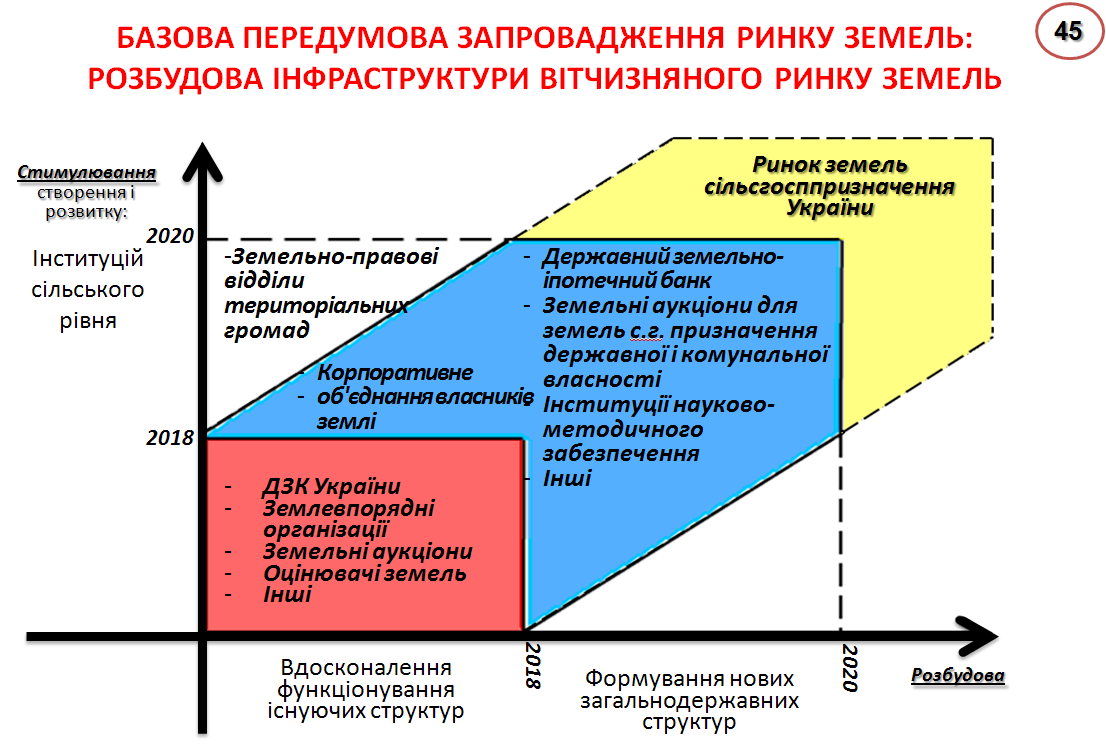 45
БАЗОВА ПЕРЕДУМОВА ЗАПРОВАДЖЕННЯ РИНКУ ЗЕМЕЛЬ:
РОЗБУДОВА ІНФРАСТРУКТУРИ ВІТЧИЗНЯНОГО РИНКУ ЗЕМЕЛЬ
Стимулювання
створення і
розвитку:
Інституцій
сільського
рівня
2020
2018
Ринок земель
сільсгосппризначення
України
-Земельно-правові
відділи
територіальних
громад
- Корпоративне
- об'єднання власників
землі
- Державний земельно-
іпотечний банк
- Земельні аукціони для
земель с.г. призначення
державної і комунальної
власності
- Інституції науково-
методичного
забезпечення
- Інші
- ДЗК України
- Землевпорядні
організації
- Земельні аукціони
- Оцінювачі земель
- Інші
2018
2020
Розбудова
Вдосконалення
функціонування
існуючих структур
Формування нових
загальнодержавних
структур